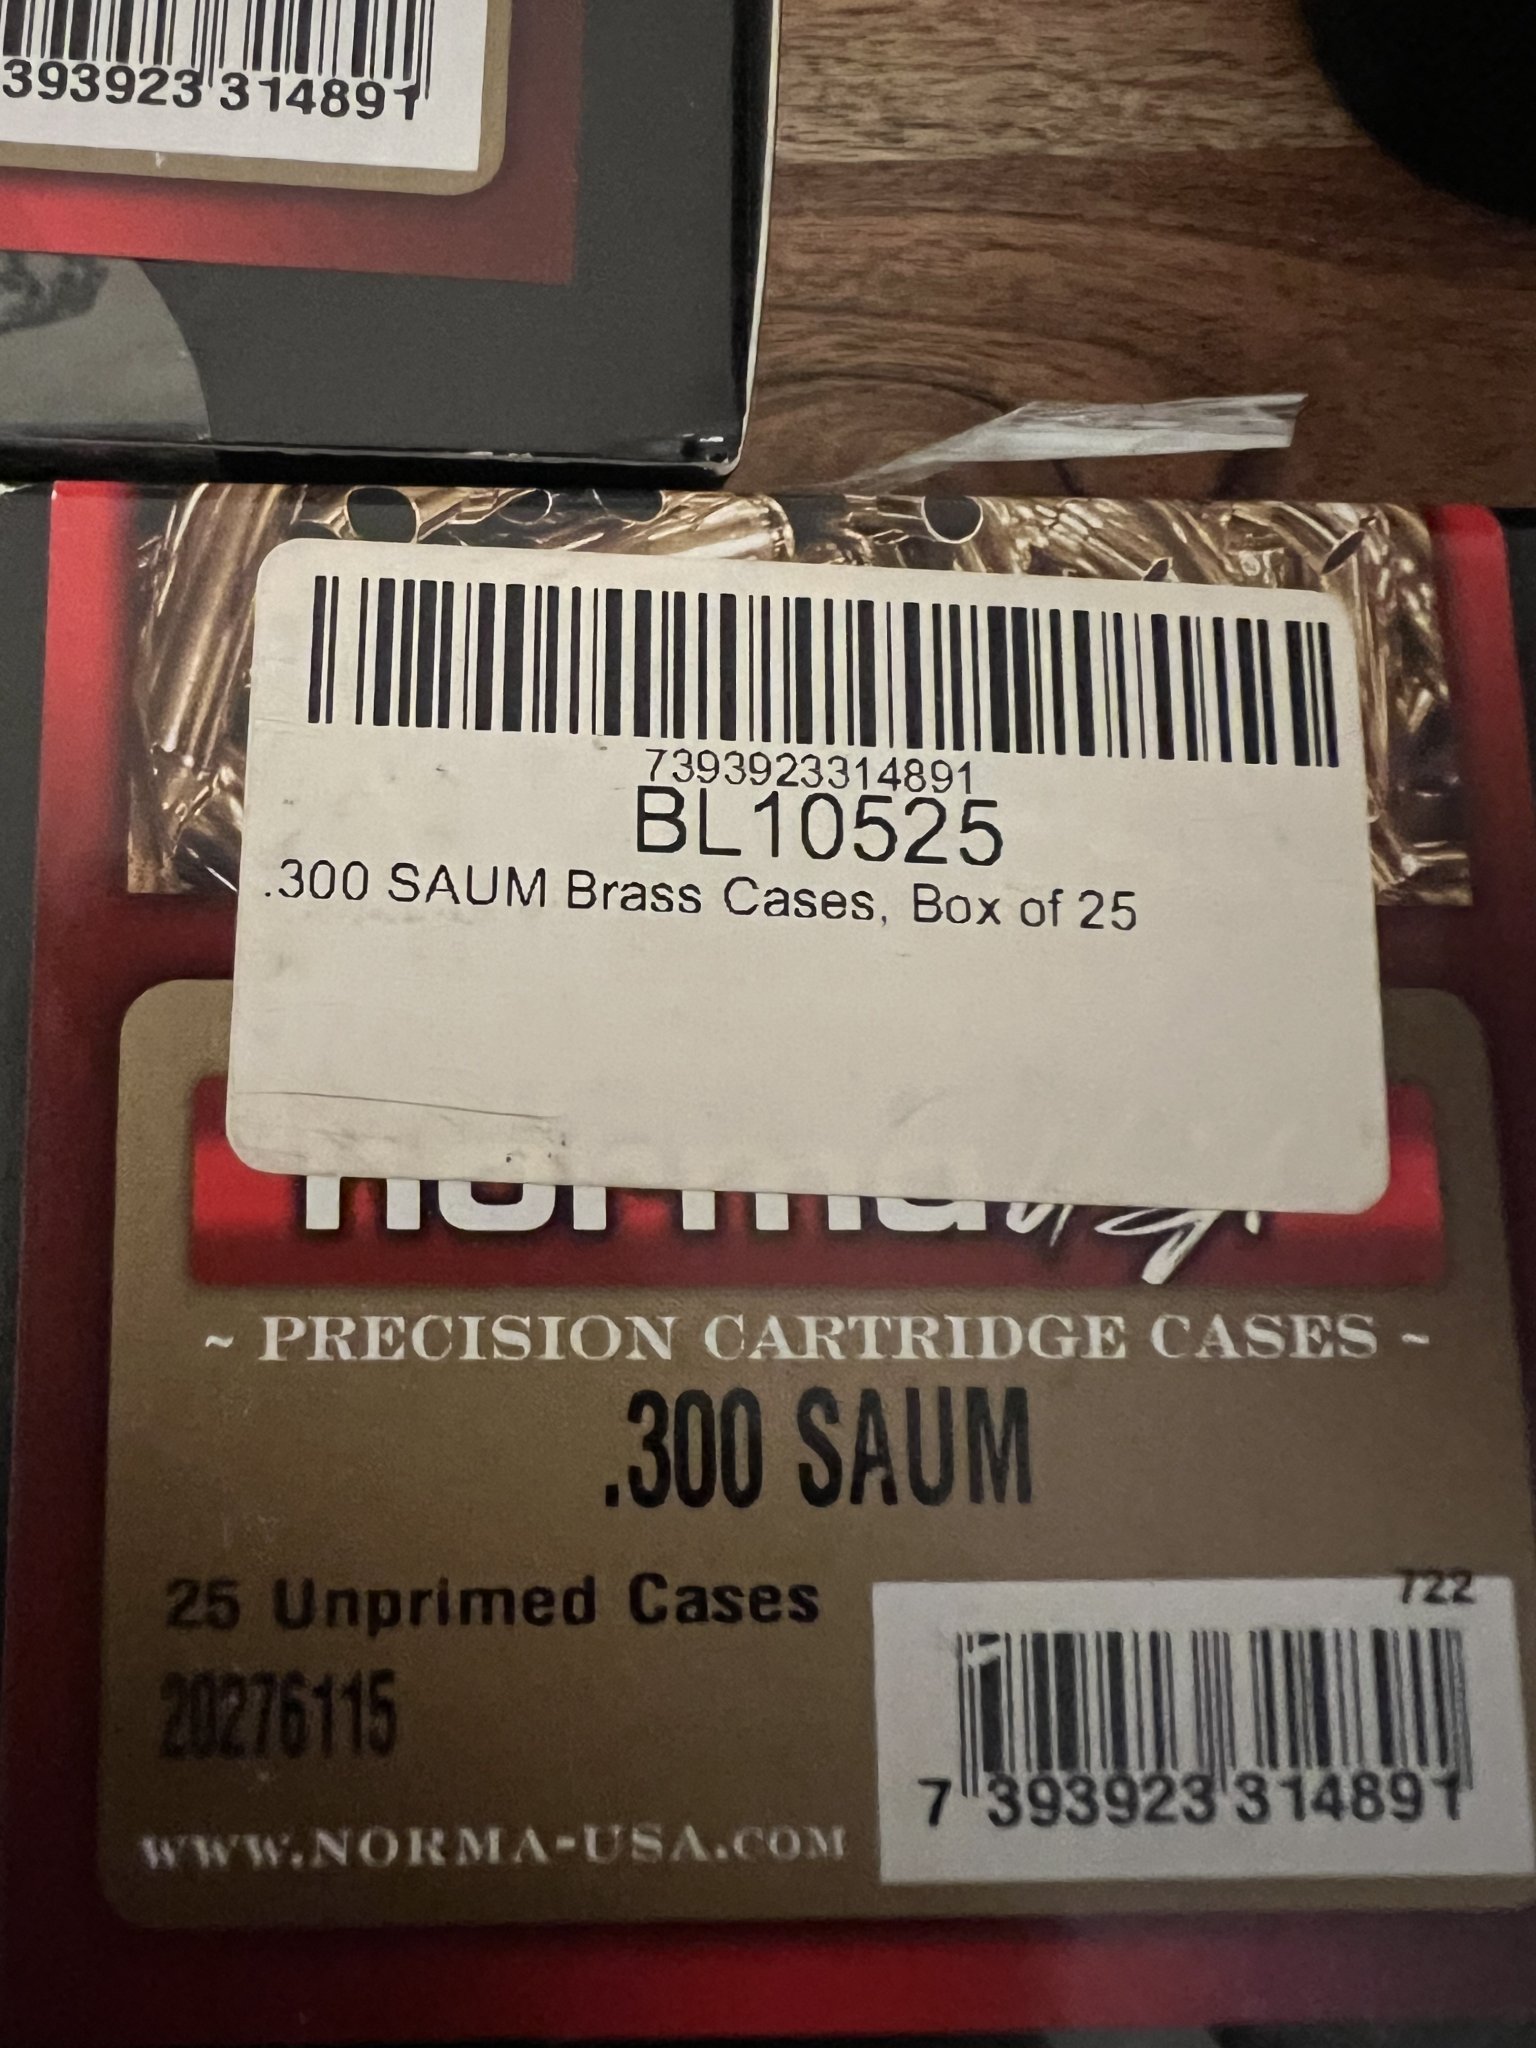 393923 314891
7393923314891
BL10525
.300 SAUM Brass Cases, Box of 25
norma
~ PRECISION CARTRIDGE CASES ~
.300 SAUM
25 Unprimed Cases
722
20276115
7 393923 314891
WWW.NORMA-USA.COM